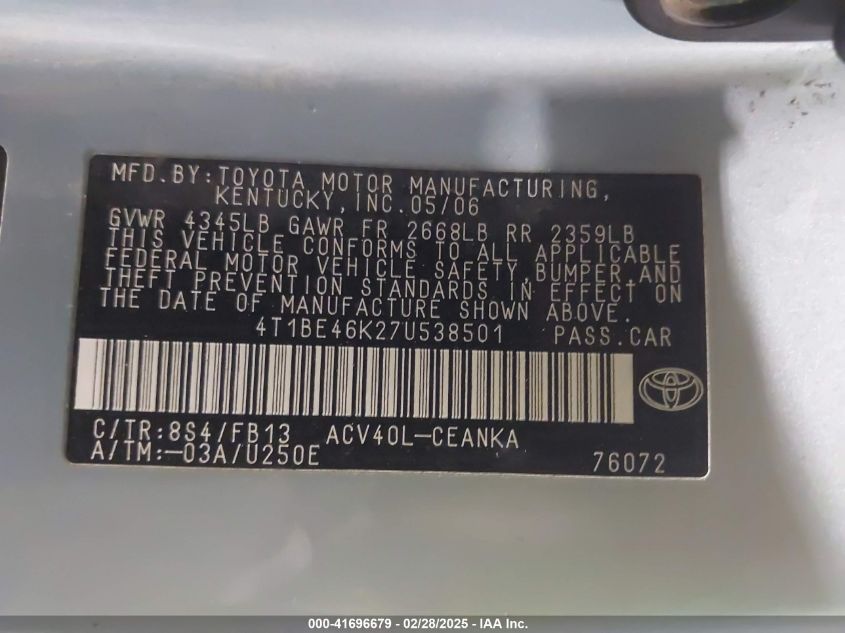 MFD.BY:TOYOTA MOTOR MANUFACTURING,
KENTUCKY,INC.05/06
GVWR 4345LB GAWR FR 2668LB RR 2359LB
THIS VEHICLE CONFORMS TO ALL APPLICABLE
FEDERAL MOTOR VEHICLE SAFETY,BUMPER,AND
THEFT PREVENTION STANDARDS IN EFFECT ON
THE DATE OF MANUFACTURE SHOWN ABOVE.
4T1BE46K27U538501 PASS.CAR
C/TR:8S4/FB13 ACV40L-CEANKA
A/TM:-03A/U250E 76072
000-41696679 - 02/28/2025 - IAA Inc.